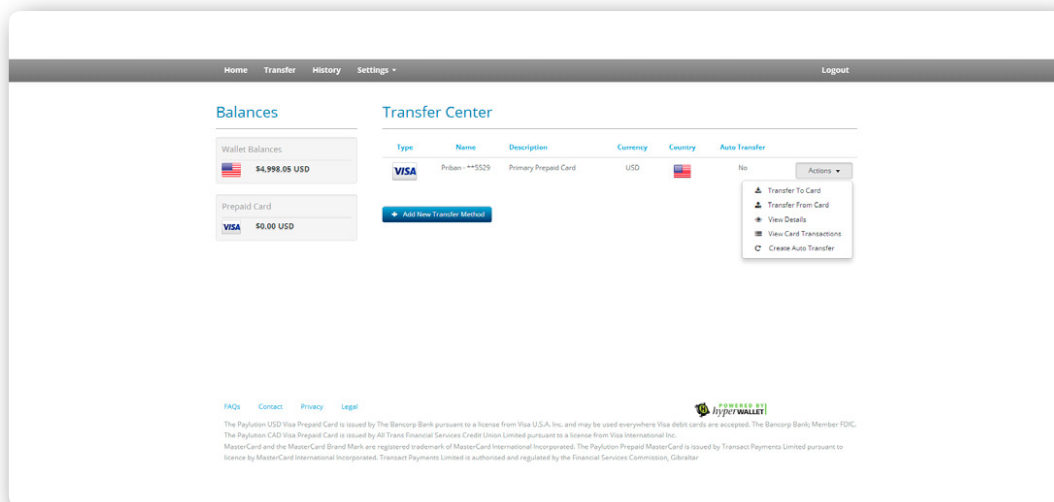 Home Transfer History Settings
Logout
Balances
Wallet Balances
$4,998.05 USD
Prepaid Card
VISA $0.00 USD
Transfer Center
Type Name Description Currency Country Auto Transfer
VISA Priban - **5529 Primary Prepaid Card USD No Actions
Transfer To Card
Transfer From Card
View Details
View Card Transactions
Create Auto Transfer
+ Add New Transfer Method
FAQs Contact Privacy Legal
POWERED BY
hyperWALLET
The Paylution USD Visa Prepaid Card is issued by The Bancorp Bank pursuant to a license from Visa U.S.A. Inc. and may be used everywhere Visa debit cards are accepted. The Bancorp Bank; Member FDIC.
The Paylution CAD Visa Prepaid Card is issued by All Trans Financial Services Credit Union Limited pursuant to a license from Visa International Inc.
MasterCard and the MasterCard Brand Mark are registered trademark of MasterCard International Incorporated. The Paylution Prepaid MasterCard is issued by Transact Payments Limited pursuant to
licence by MasterCard International Incorporated. Transact Payments Limited is authorised and regulated by the Financial Services Commission, Gibraltar